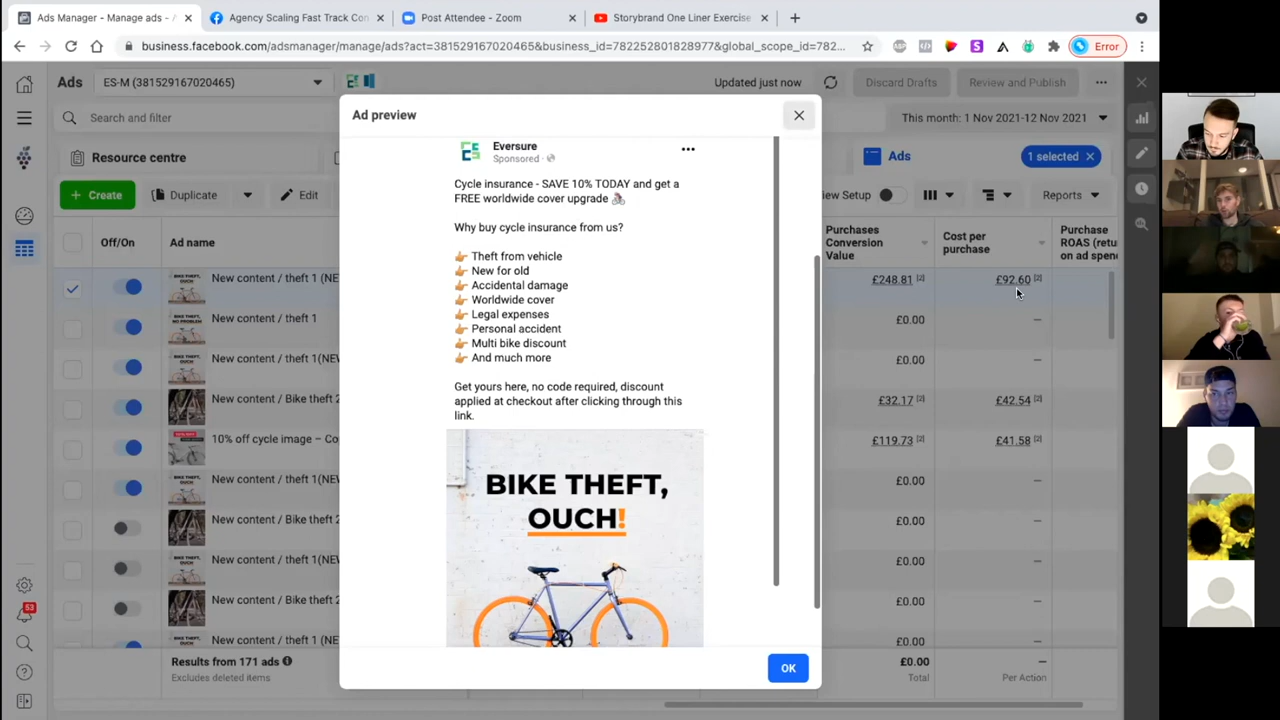 Ads Manager - Manage ads -
Agency Scaling Fast Track Con
Post Attendee - Zoom
Storybrand One Liner Exercise
business.facebook.com/adsmanager/manage/ads?act=381529167020465&business_id=782252801828977&global_scope_id=782...
Error
Ads
ES-M (381529167020465)
Updated just now
Discard Drafts
Review and Publish
Search and filter
This month: 1 Nov 2021-12 Nov 2021
Resource centre
Ads
1 selected
Create
Duplicate
Edit
iew Setup
Reports
Off/On
Ad name
Purchases
Conversion
Value
Cost per
purchase
Purchase
ROAS (retu
on ad spen
New content / theft 1 (NE
£248.81 [2]
£92.60 [2]
New content / theft 1
£0.00
—
New content / theft 1(NEV
£0.00
—
New content / Bike theft 2
£32.17 [2]
£42.54 [2]
10% off cycle image – Co
£119.73 [2]
£41.58 [2]
New content / theft 1(NEV
£0.00
—
New content / Bike theft 2
£0.00
—
New content / theft 1(NEV
£0.00
—
New content / Bike theft 2
£0.00
—
New content / theft 1 (NE
£0.00
—
Results from 171 ads
Excludes deleted items
£0.00
Total
—
Per Action
53
Ad preview
Eversure
Sponsored ·
Cycle insurance - SAVE 10% TODAY and get a
FREE worldwide cover upgrade 🚴
Why buy cycle insurance from us?
👉 Theft from vehicle
👉 New for old
👉 Accidental damage
👉 Worldwide cover
👉 Legal expenses
👉 Personal accident
👉 Multi bike discount
👉 And much more
Get yours here, no code required, discount
applied at checkout after clicking through this
link.
BIKE THEFT,
OUCH!
OK